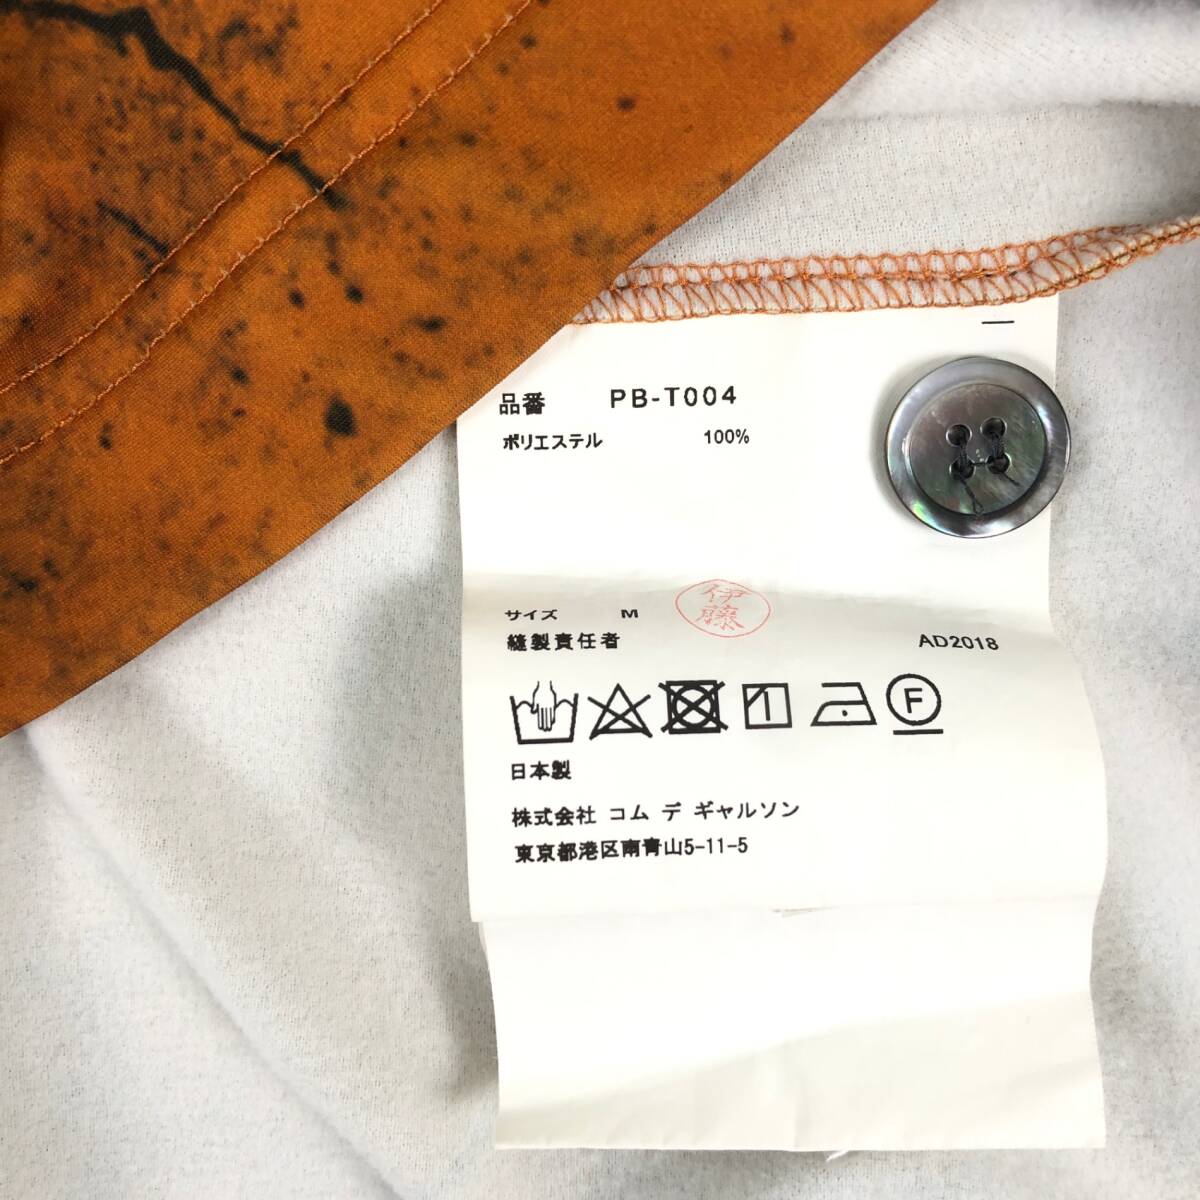 品番 PB-T004
ポリエステル 100%
サイズ M
伊藤
縫製責任者 AD2018
F
日本製
株式会社 コム デ ギャルソン
東京都港区南青山5-11-5